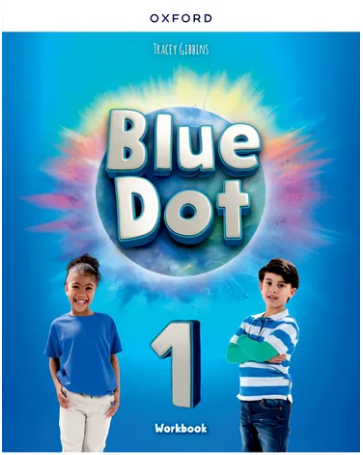 OXFORD
Tracey Gibbins
Blue
Dot
1
Workbook